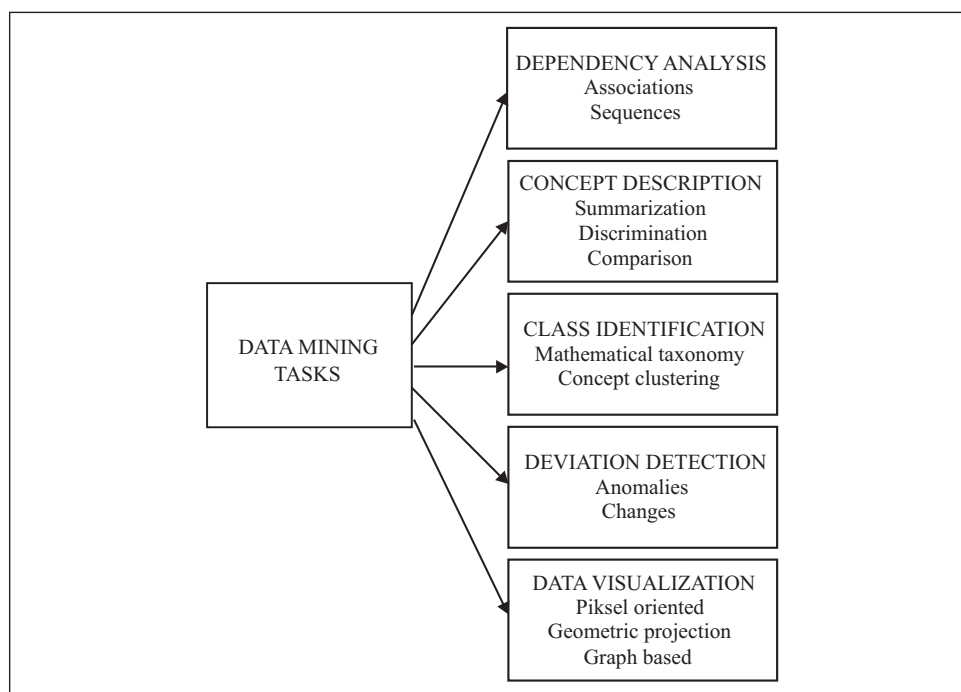 DATA MINING
TASKS
DEPENDENCY ANALYSIS
Associations
Sequences
CONCEPT DESCRIPTION
Summarization
Discrimination
Comparison
CLASS IDENTIFICATION
Mathematical taxonomy
Concept clustering
DEVIATION DETECTION
Anomalies
Changes
DATA VISUALIZATION
Piksel oriented
Geometric projection
Graph based